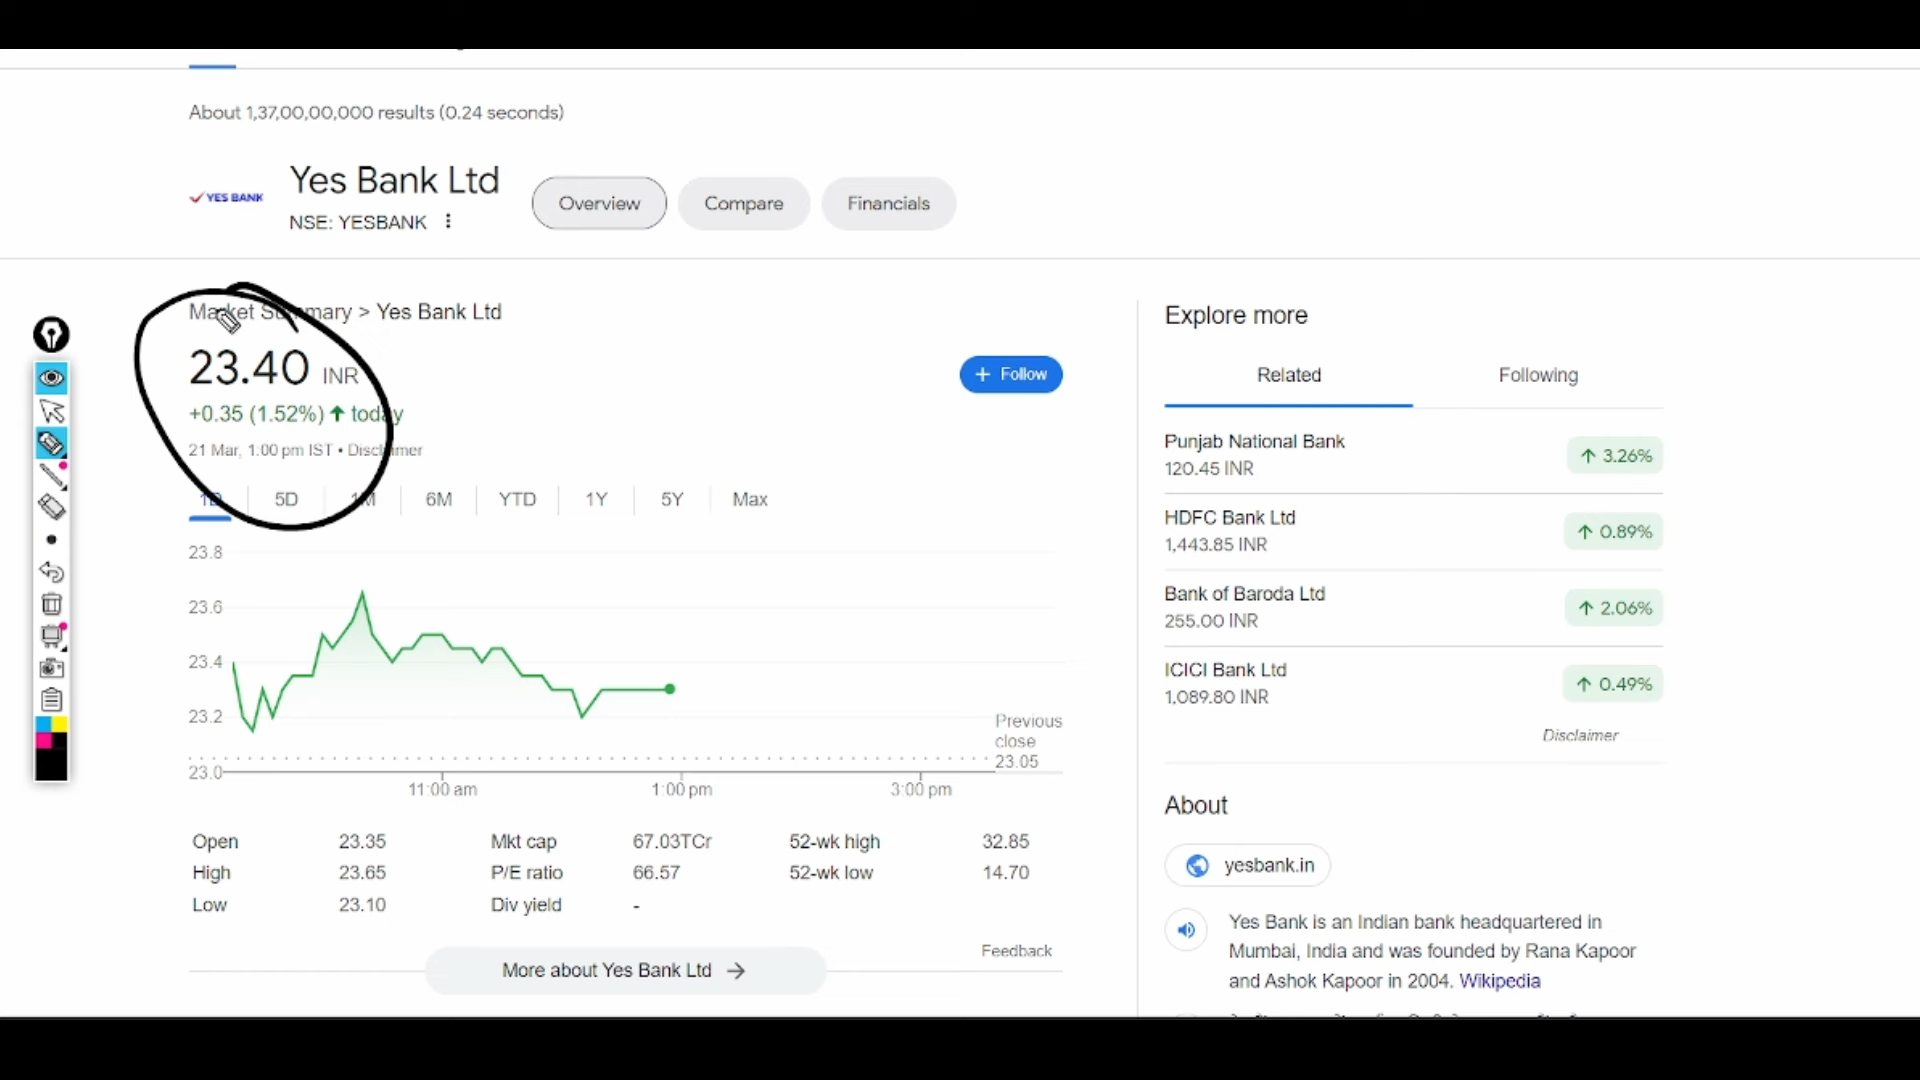 About 1,37,00,00,000 results (0.24 seconds)
YES BANK
Yes Bank Ltd
NSE: YESBANK
Overview
Compare
Financials
Market Summary > Yes Bank Ltd
23.40 INR
+0.35 (1.52%) ↑ today
21 Mar, 1:00 pm IST • Disclaimer
+ Follow
1D
5D
1M
6M
YTD
1Y
5Y
Max
23.8
23.6
23.4
23.2
23.0
Previous
close
23.05
11:00 am
1:00 pm
3:00 pm
Open 23.35 Mkt cap 67.03TCr 52-wk high 32.85
High 23.65 P/E ratio 66.57 52-wk low 14.70
Low 23.10 Div yield -
Feedback
More about Yes Bank Ltd →
Explore more
Related
Following
Punjab National Bank
120.45 INR
↑ 3.26%
HDFC Bank Ltd
1,443.85 INR
↑ 0.89%
Bank of Baroda Ltd
255.00 INR
↑ 2.06%
ICICI Bank Ltd
1,089.80 INR
↑ 0.49%
Disclaimer
About
yesbank.in
Yes Bank is an Indian bank headquartered in
Mumbai, India and was founded by Rana Kapoor
and Ashok Kapoor in 2004. Wikipedia